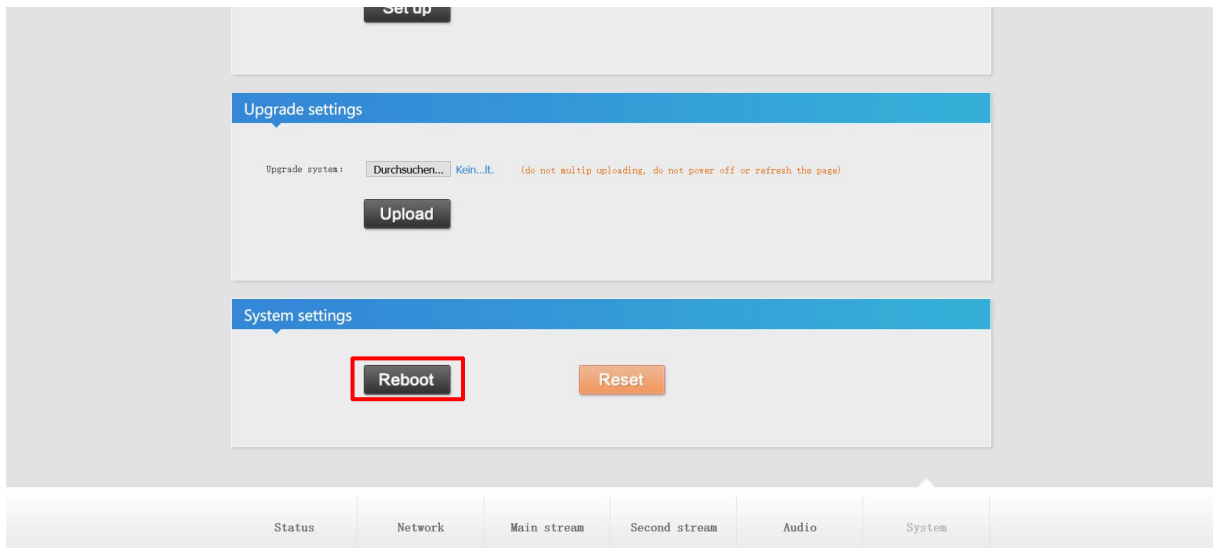 Set up
Upgrade settings
Upgrade system: Durchsuchen... Kein...lt. (do not multip uploading, do not power off or refresh the page)
Upload
System settings
Reboot Reset
Status Network Main stream Second stream Audio System